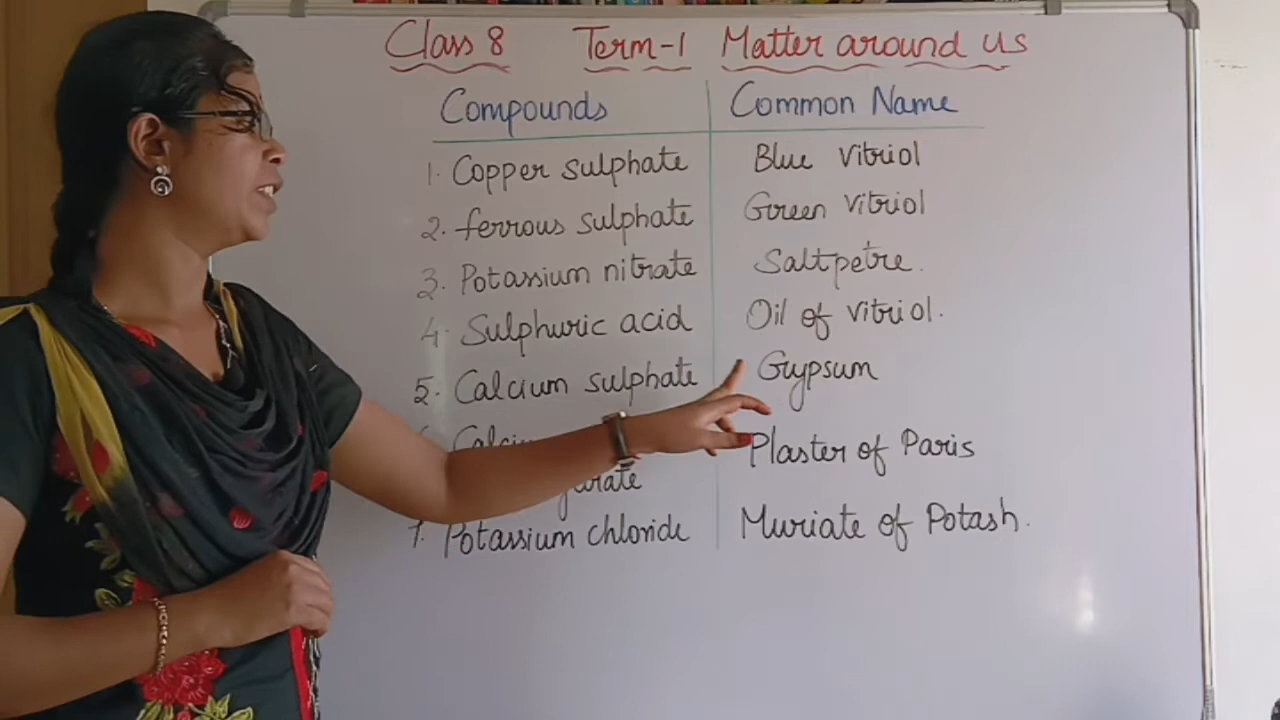 Class 8 Term-1 Matter around us
Compounds Common Name
1. Copper sulphate Blue Vitriol
2. ferrous sulphate Green Vitriol
3. Potassium nitrate Saltpetre.
4. Sulphuric acid Oil of Vitriol.
5. Calcium sulphate Gypsum
Plaster of Paris
7. Potassium chloride Muriate of Potash.